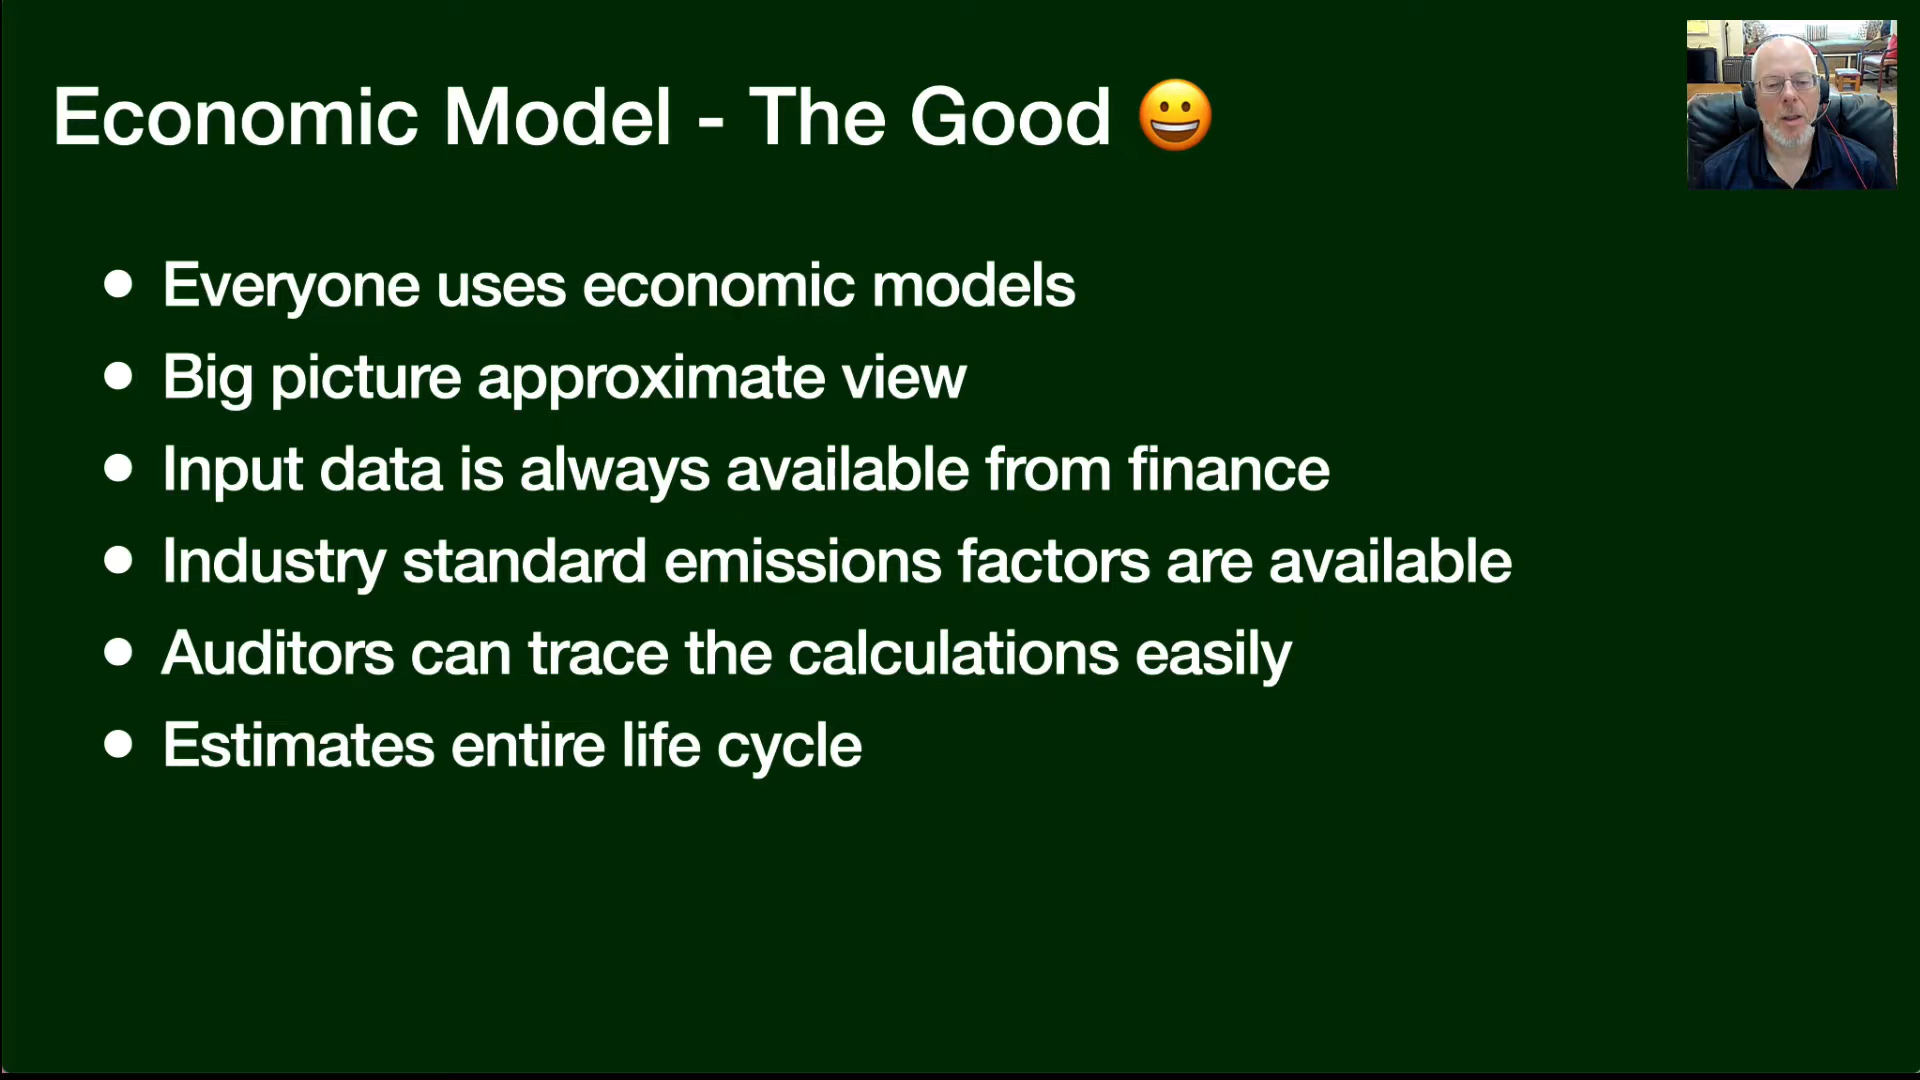 Economic Model - The Good 😀
• Everyone uses economic models
• Big picture approximate view
• Input data is always available from finance
• Industry standard emissions factors are available
• Auditors can trace the calculations easily
• Estimates entire life cycle